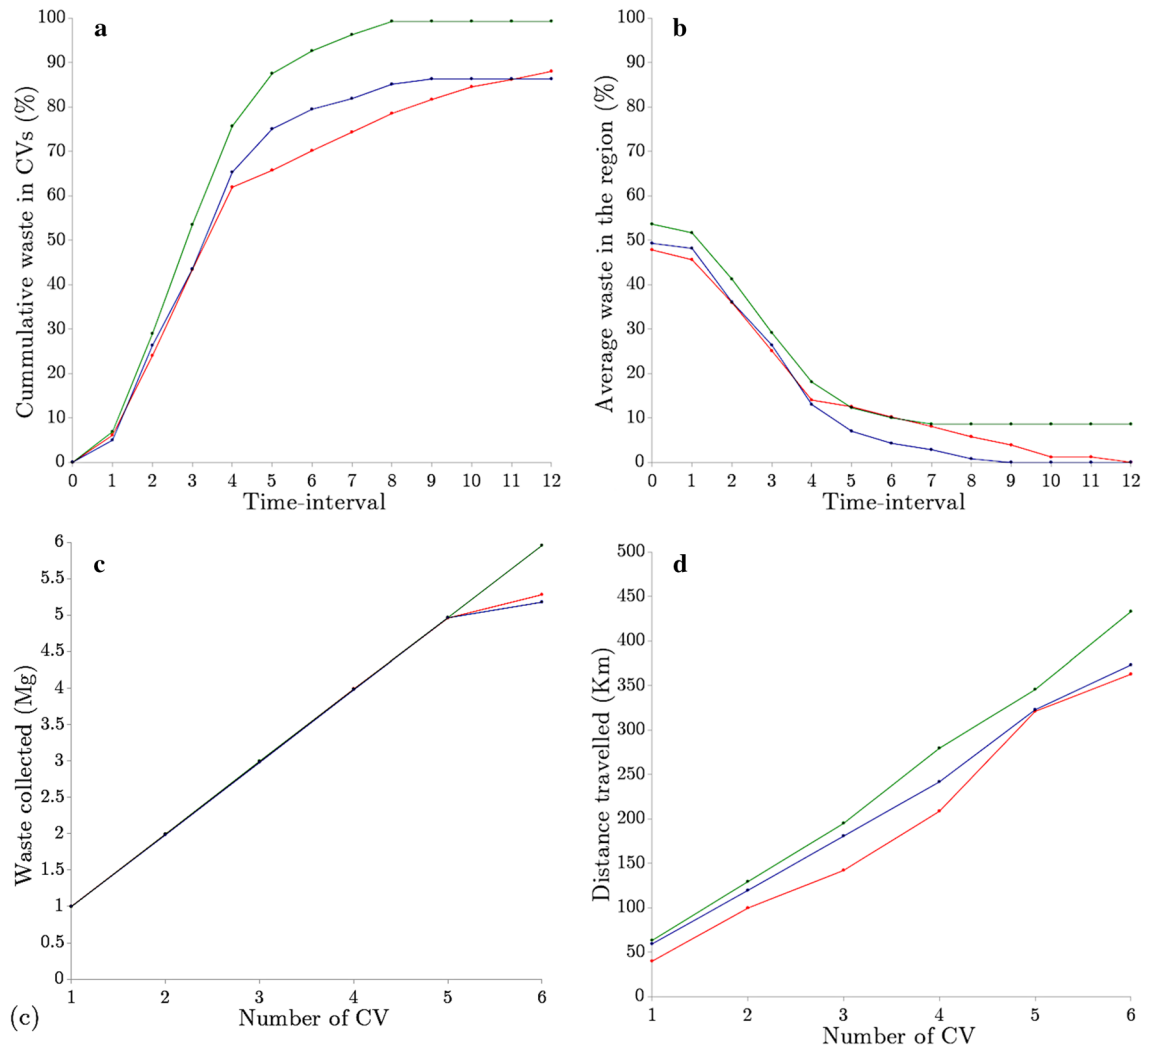 a
Cummulative waste in CVs (%)
100
90
80
70
60
50
40
30
20
10
0
0 1 2 3 4 5 6 7 8 9 10 11 12
Time-interval
b
Average waste in the region (%)
100
90
80
70
60
50
40
30
20
10
0
0 1 2 3 4 5 6 7 8 9 10 11 12
Time-interval
c
Waste collected (Mg)
6
5.5
5
4.5
4
3.5
3
2.5
2
1.5
1
0.5
0
1 2 3 4 5 6
Number of CV
(c)
d
Distance travelled (Km)
500
450
400
350
300
250
200
150
100
50
0
1 2 3 4 5 6
Number of CV